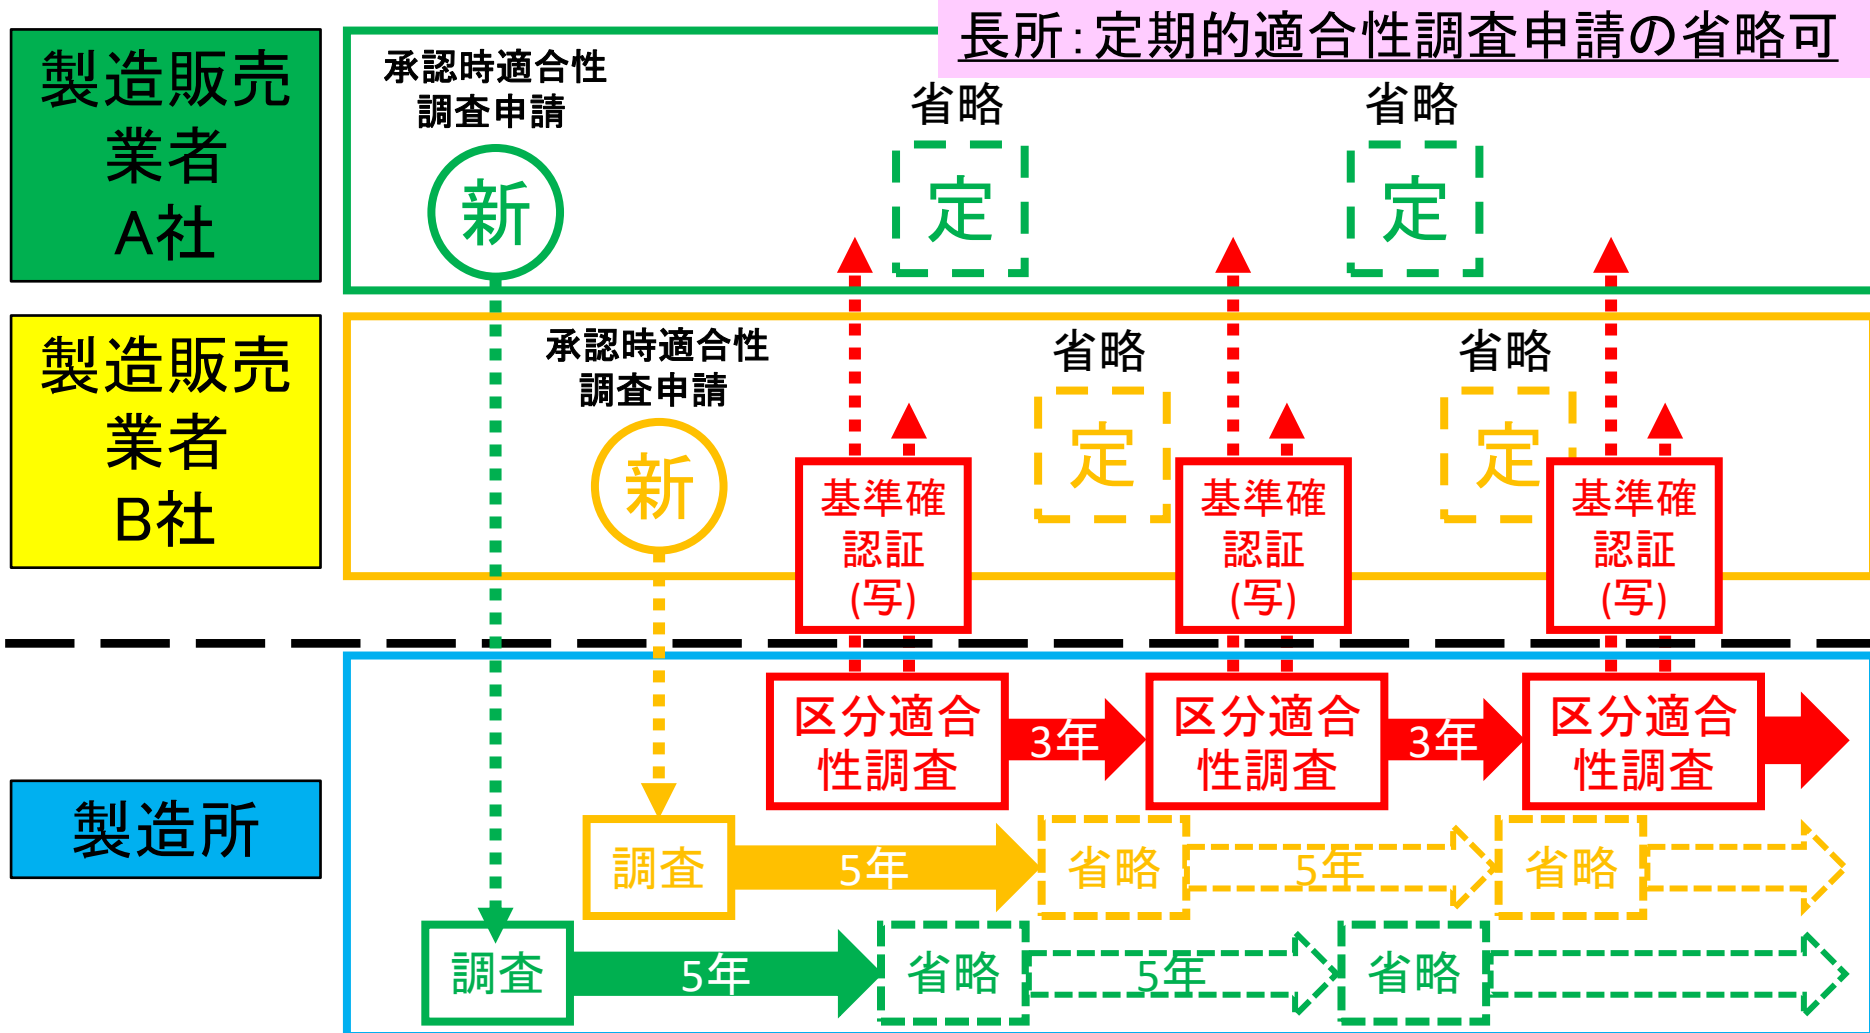 長所：定期的適合性調査申請の省略可
製造販売
業者
A社
承認時適合性
調査申請
新
省略
定
省略
定
製造販売
業者
B社
承認時適合性
調査申請
新
省略
定
省略
定
基準確
認証
(写)
基準確
認証
(写)
基準確
認証
(写)
製造所
区分適合
性調査
3年
区分適合
性調査
3年
区分適合
性調査
調査
5年
省略
5年
省略
調査
5年
省略
5年
省略